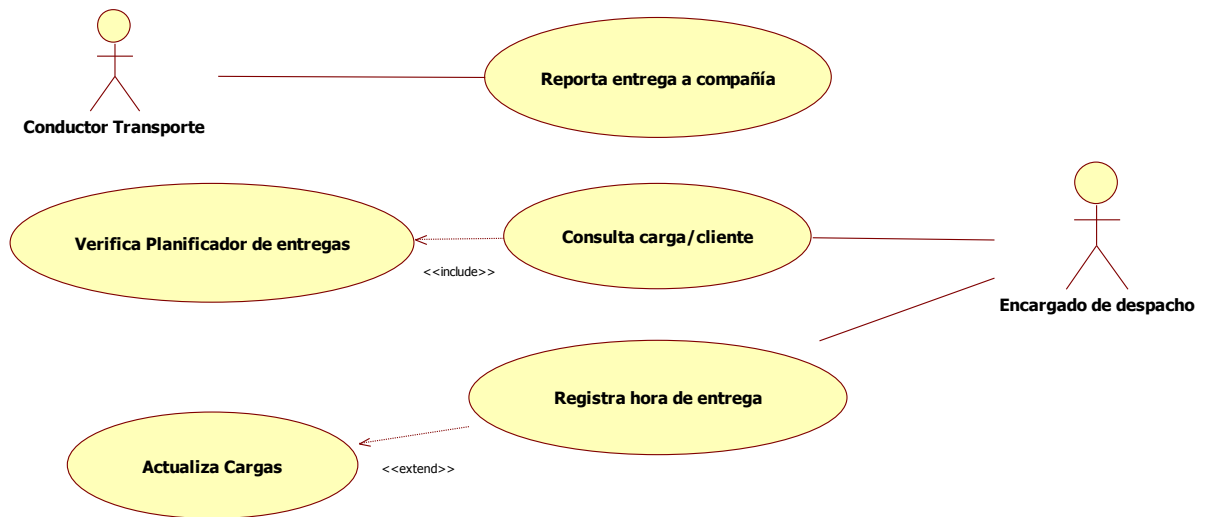 Reporta entrega a compañía
Conductor Transporte
Verifica Planificador de entregas
Consulta carga/cliente
<<include>>
Encargado de despacho
Registra hora de entrega
Actualiza Cargas
<<extend>>